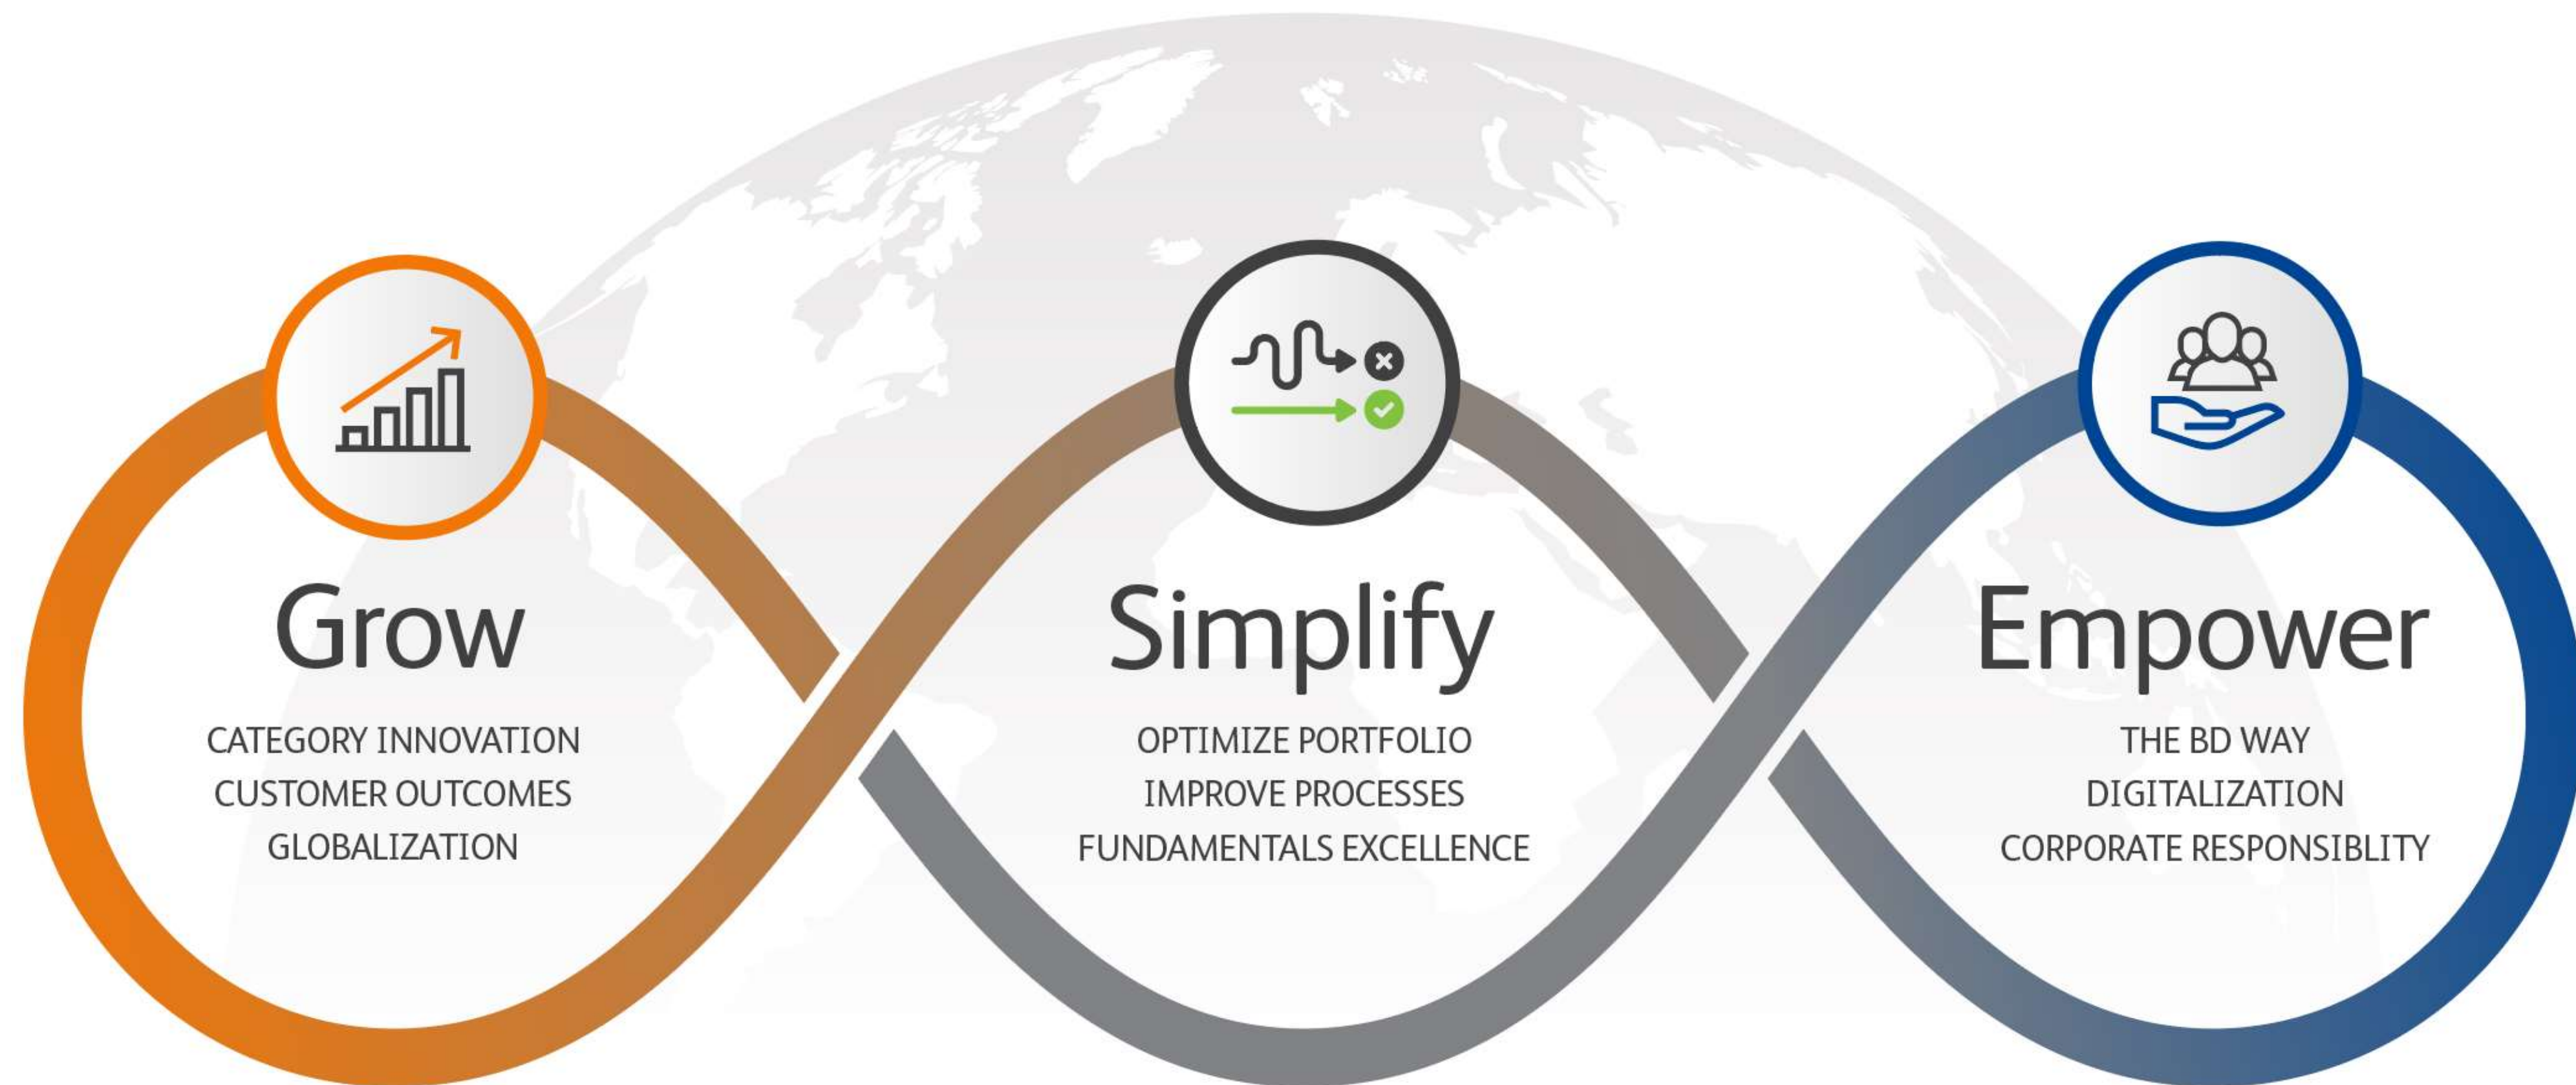 Grow
CATEGORY INNOVATION
CUSTOMER OUTCOMES
GLOBALIZATION
Simplify
OPTIMIZE PORTFOLIO
IMPROVE PROCESSES
FUNDAMENTALS EXCELLENCE
Empower
THE BD WAY
DIGITALIZATION
CORPORATE RESPONSIBLITY